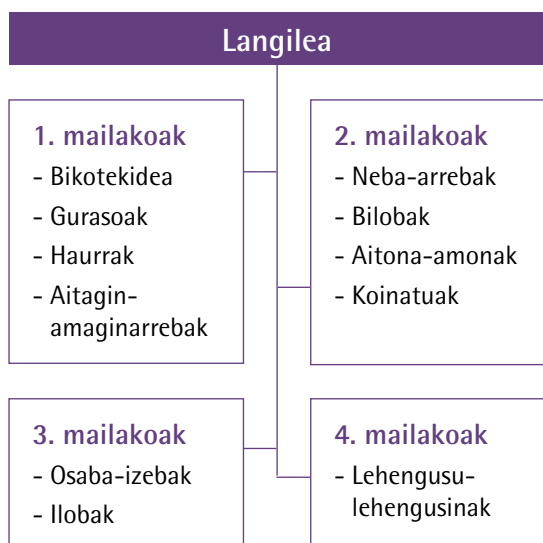 Langilea
1. mailakoak
- Bikotekidea
- Gurasoak
- Haurrak
- Aitagin-
amaginarrebak
2. mailakoak
- Neba-arrebak
- Bilobak
- Aitona-amonak
- Koinatuak
3. mailakoak
- Osaba-izebak
- Ilobak
4. mailakoak
- Lehengusu-
lehengusinak